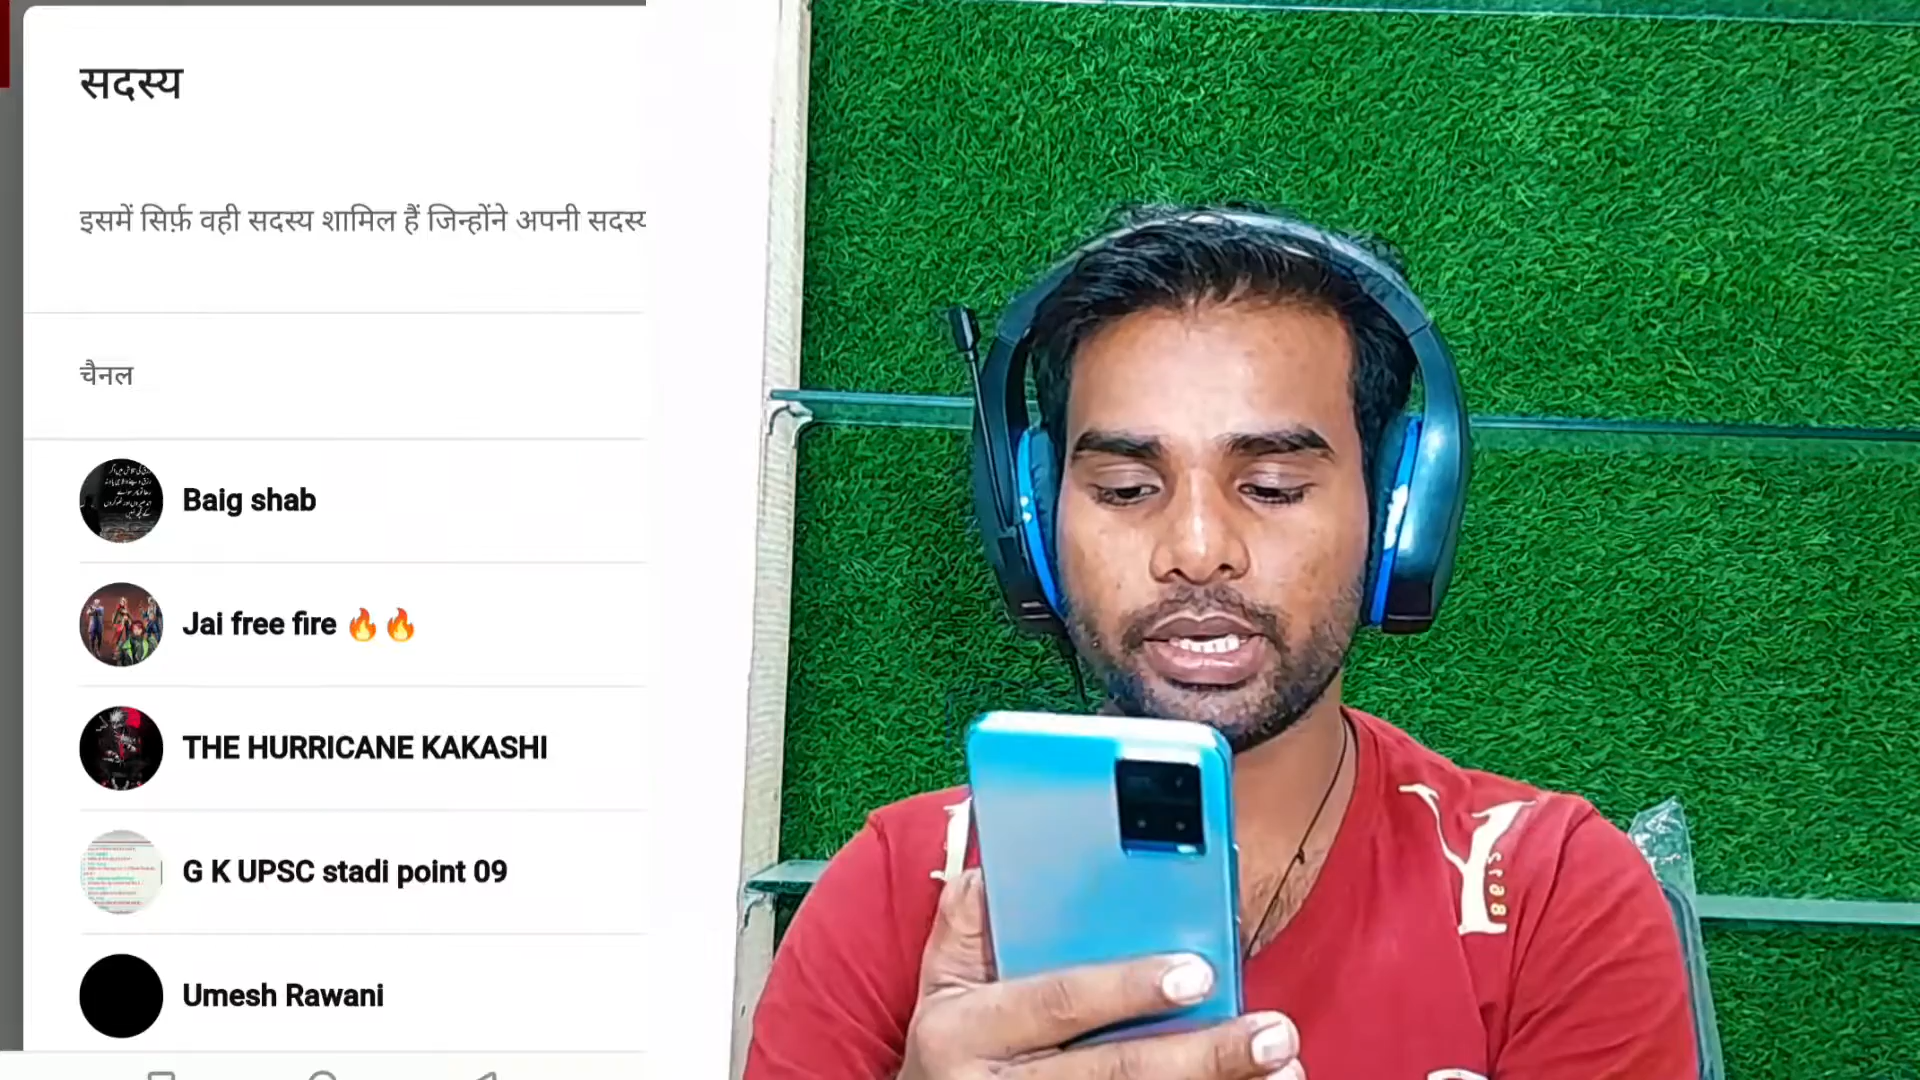 सदस्य
इसमें सिर्फ़ वही सदस्य शामिल हैं जिन्होंने अपनी सदस्य
चैनल
Baig shab
Jai free fire 🔥🔥
THE HURRICANE KAKASHI
G K UPSC stadi point 09
Umesh Rawani